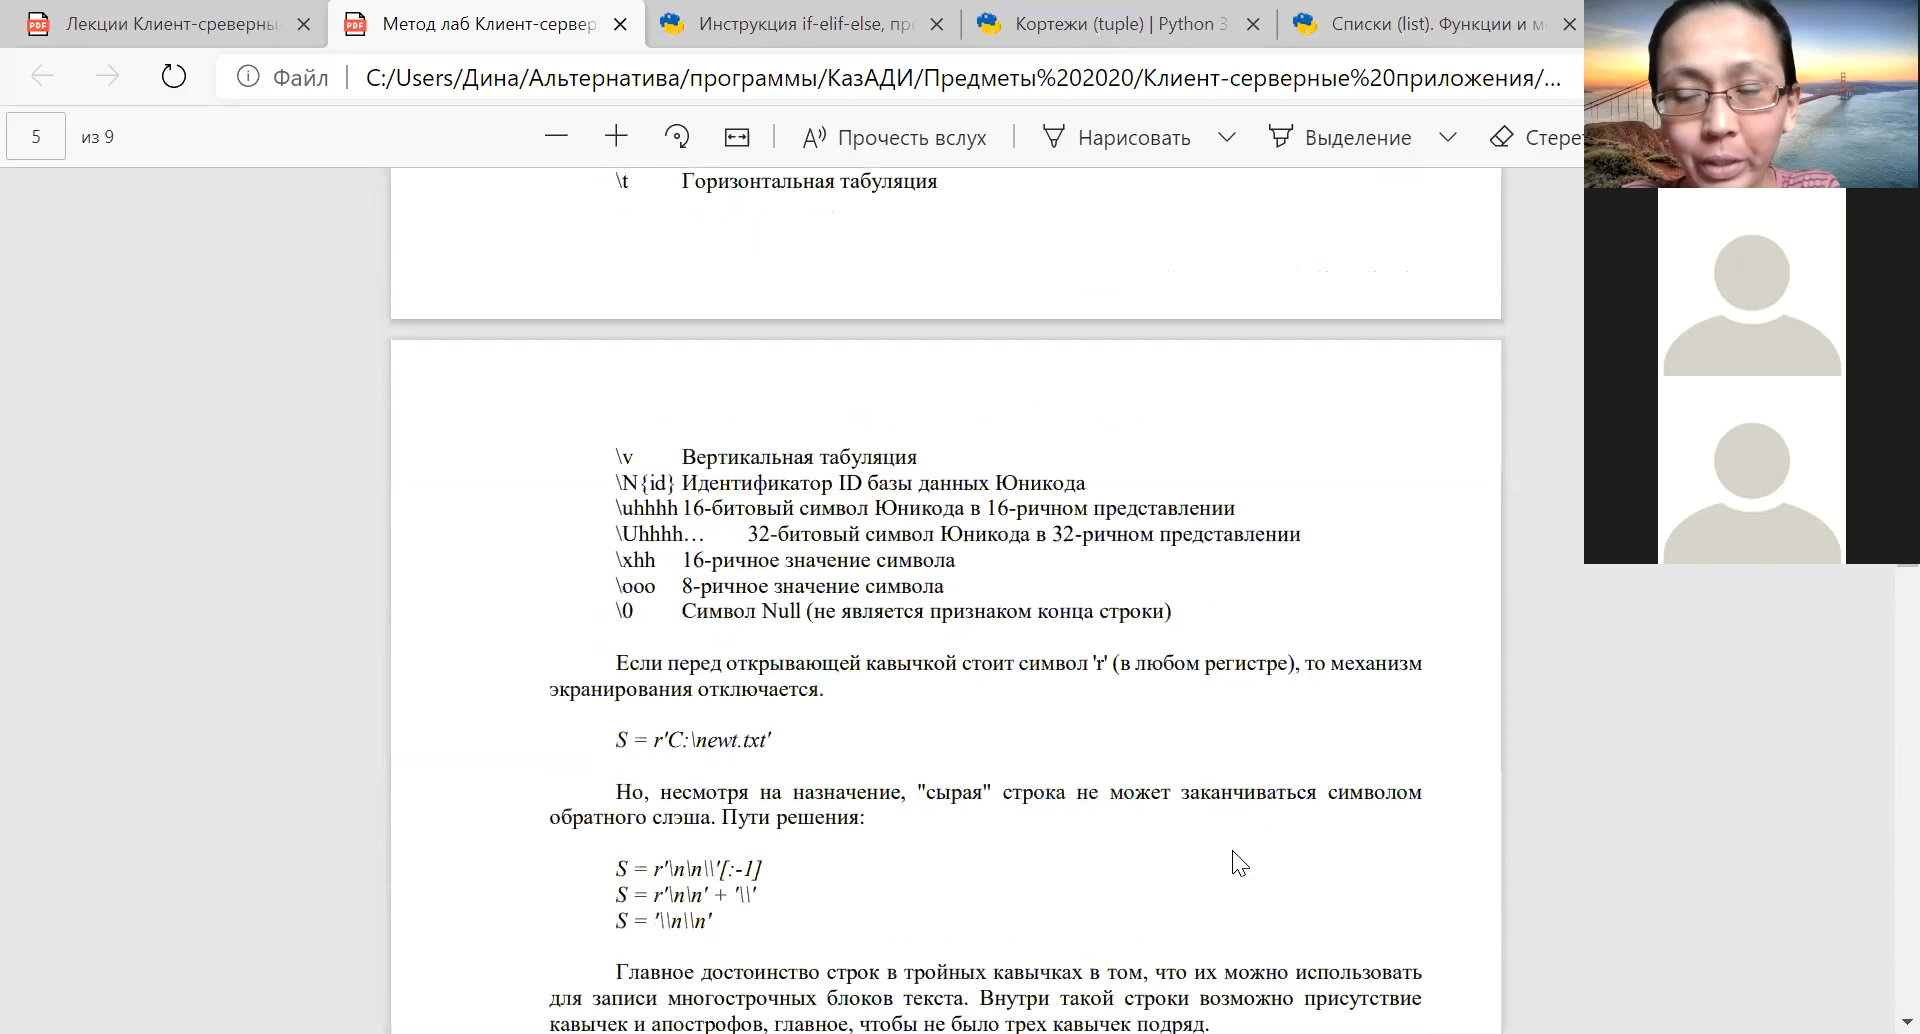 Лекции Клиент-среверны
Метод лаб Клиент-сервер
Инструкция if-elif-else, пр
Кортежи (tuple) | Python 3
Списки (list). Функции и м
Файл
C:/Users/Дина/Альтернатива/программы/КазАДИ/Предметы%202020/Клиент-серверные%20приложения/...
5 из 9
Прочесть вслух
Нарисовать
Выделение
Стере
\t Горизонтальная табуляция
\v Вертикальная табуляция
\N{id} Идентификатор ID базы данных Юникода
\uhhhh 16-битовый символ Юникода в 16-ричном представлении
\Uhhhh… 32-битовый символ Юникода в 32-ричном представлении
\xhh 16-ричное значение символа
\ooo 8-ричное значение символа
\0 Символ Null (не является признаком конца строки)
Если перед открывающей кавычкой стоит символ 'r' (в любом регистре), то механизм
экранирования отключается.
S = r'C:\newt.txt'
Но, несмотря на назначение, "сырая" строка не может заканчиваться символом
обратного слэша. Пути решения:
S = r'\n\n\\'[:-1]
S = r'\n\n' + '\\'
S = '\\n\\n'
Главное достоинство строк в тройных кавычках в том, что их можно использовать
для записи многострочных блоков текста. Внутри такой строки возможно присутствие
кавычек и апострофов, главное, чтобы не было трех кавычек подряд.